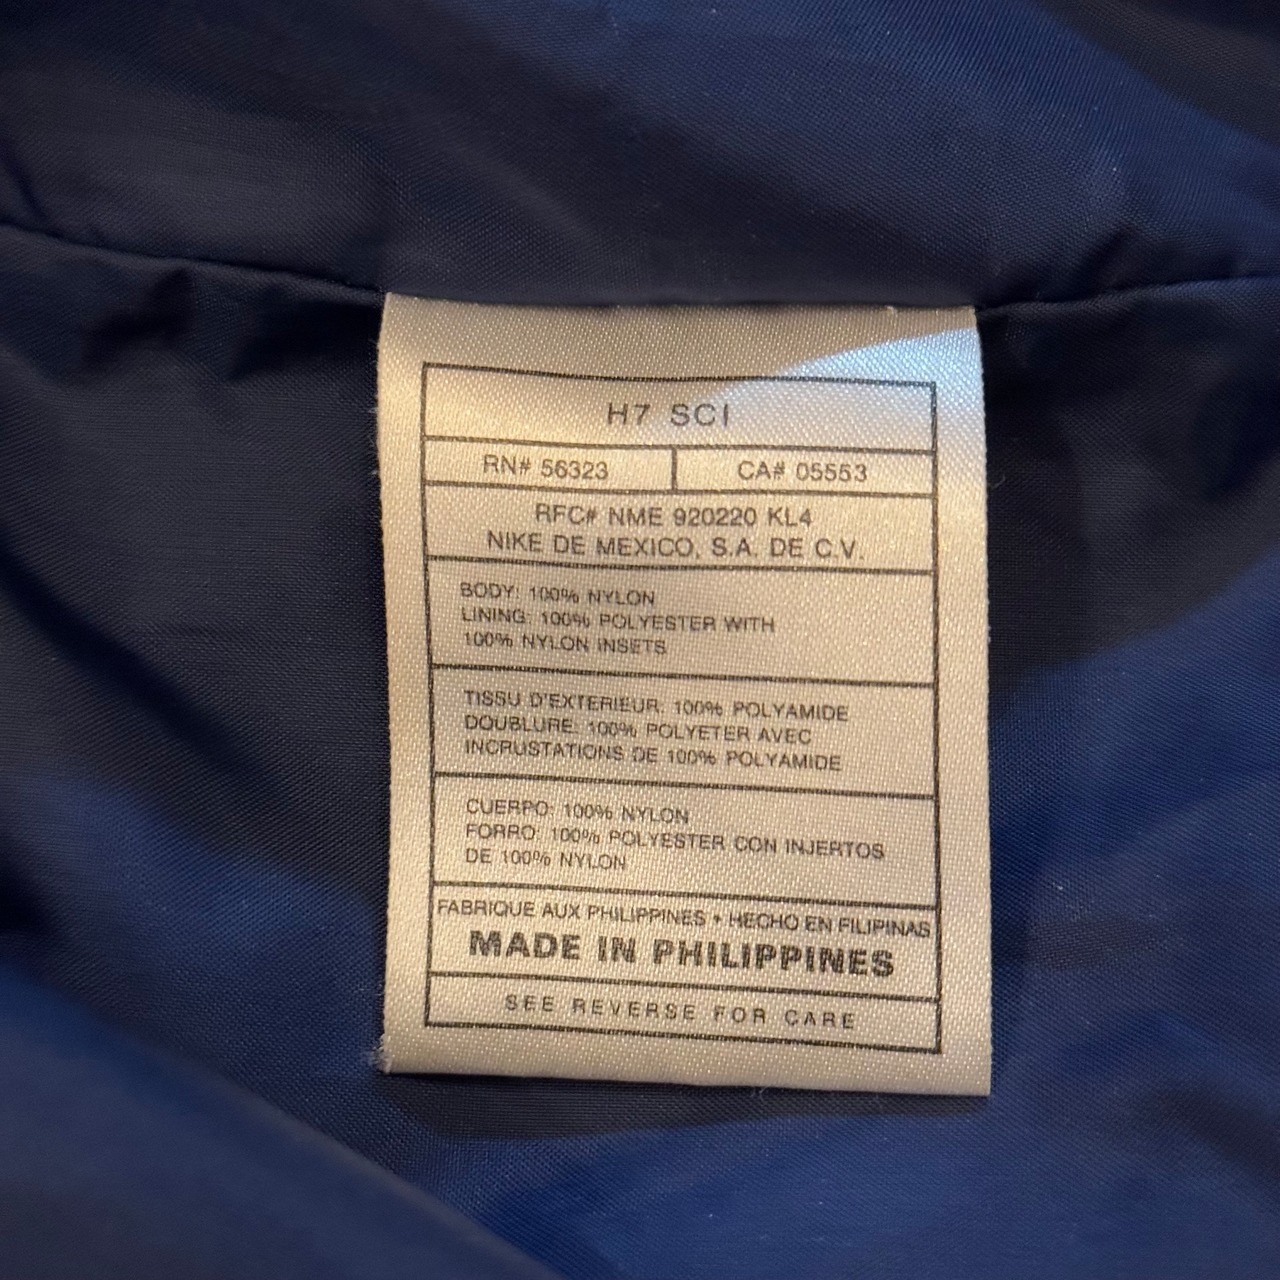 H7 SCI
RN# 56323
CA# 05553
RFC# NME 920220 KL4
NIKE DE MEXICO, S.A. DE C.V.
BODY: 100% NYLON
LINING: 100% POLYESTER WITH
100% NYLON INSETS
TISSU D'EXTERIEUR: 100% POLYAMIDE
DOUBLURE: 100% POLYETER AVEC
INCRUSTATIONS DE 100% POLYAMIDE
CUERPO: 100% NYLON
FORRO: 100% POLYESTER CON INJERTOS
DE 100% NYLON
FABRIQUE AUX PHILIPPINES • HECHO EN FILIPINAS
MADE IN PHILIPPINES
SEE REVERSE FOR CARE